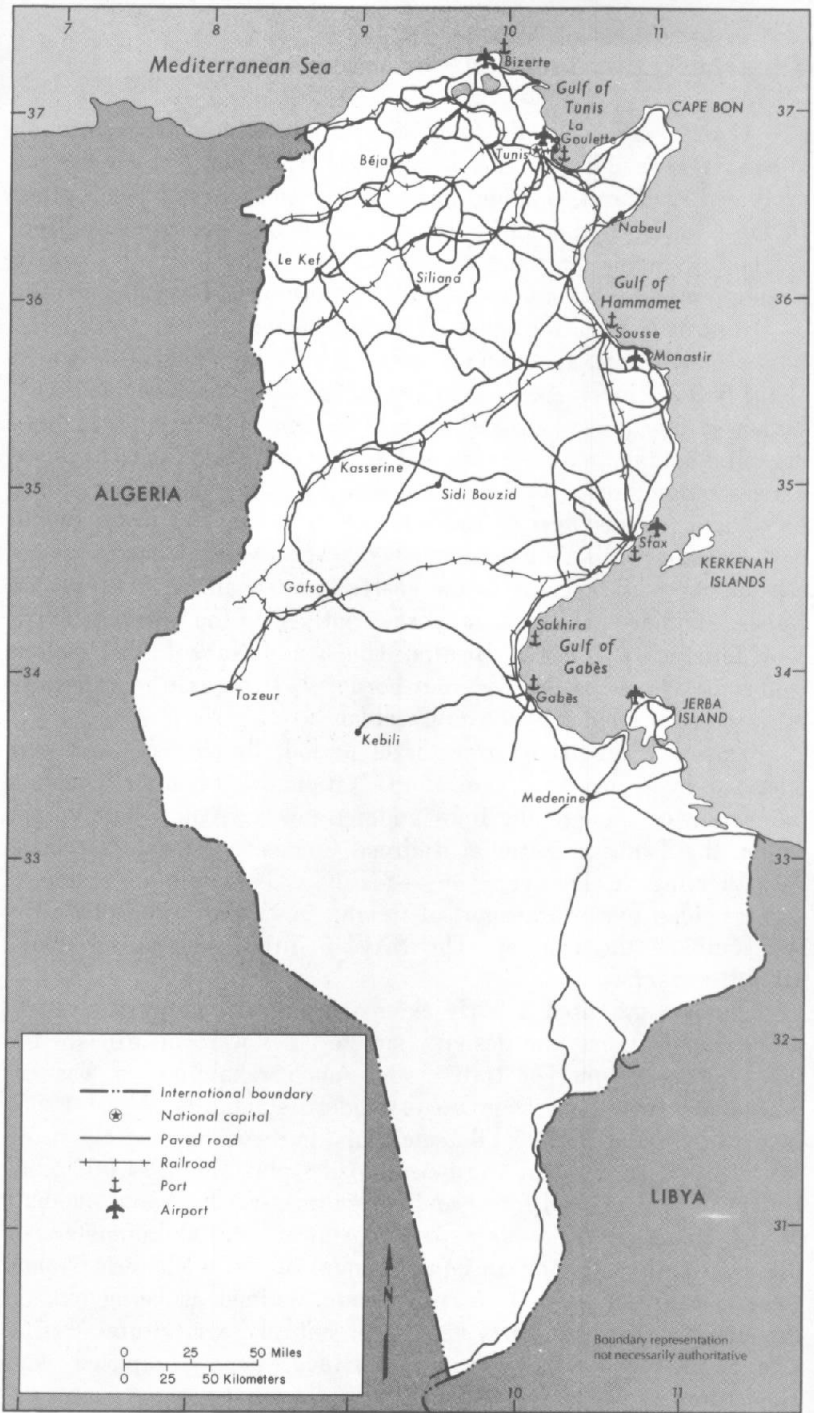 7
8
9
10
11
Mediterranean Sea
Bizerte
Gulf of
Tunis
37
37
CAPE BON
La
Goulette
Tunis
Béja
Nabeul
Le Kef
Siliana
Gulf of
Hammamet
36
36
Sousse
Monastir
Kasserine
35
35
ALGERIA
Sidi Bouzid
Sfax
KERKENAH
ISLANDS
Gafsa
Sakhira
34
34
Gulf of
Gabès
Tozeur
Gabès
JERBA
ISLAND
Kebili
Medenine
33
33
32
International boundary
National capital
Paved road
Railroad
Port
Airport
LIBYA
31
N
0 25 50 Miles
0 25 50 Kilometers
Boundary representation
not necessarily authoritative
9
10
11